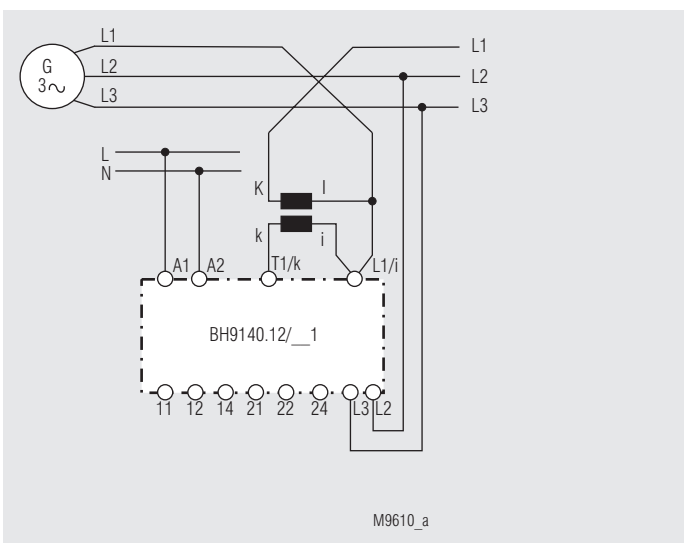 L1
L1
G
3~
L2
L2
L3
L3
L
N
K I
k i
A1 A2 T1/k L1/i
BH9140.12/__1
11 12 14 21 22 24 L3 L2
M9610_a